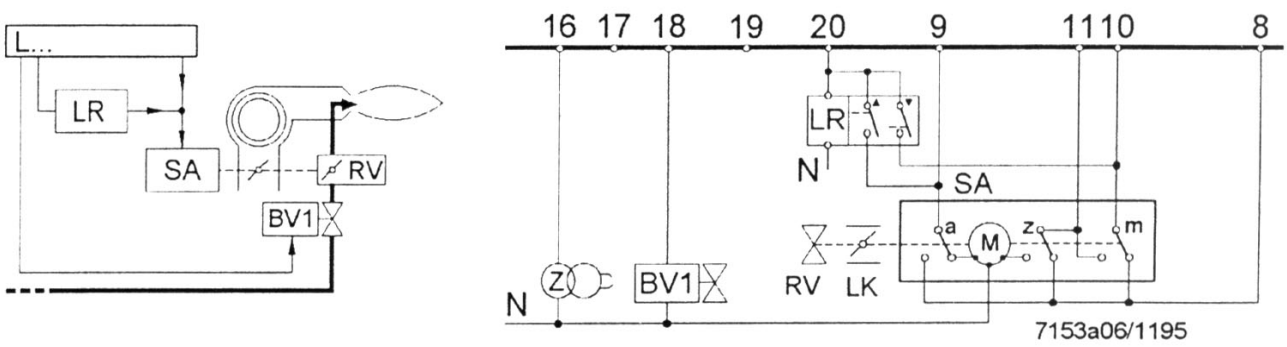 L...
LR
SA
RV
BV1
16 17 18 19 20 9 11 10 8
LR
N
SA
a M z m
RV LK
Z
BV1
N
7153a06/1195